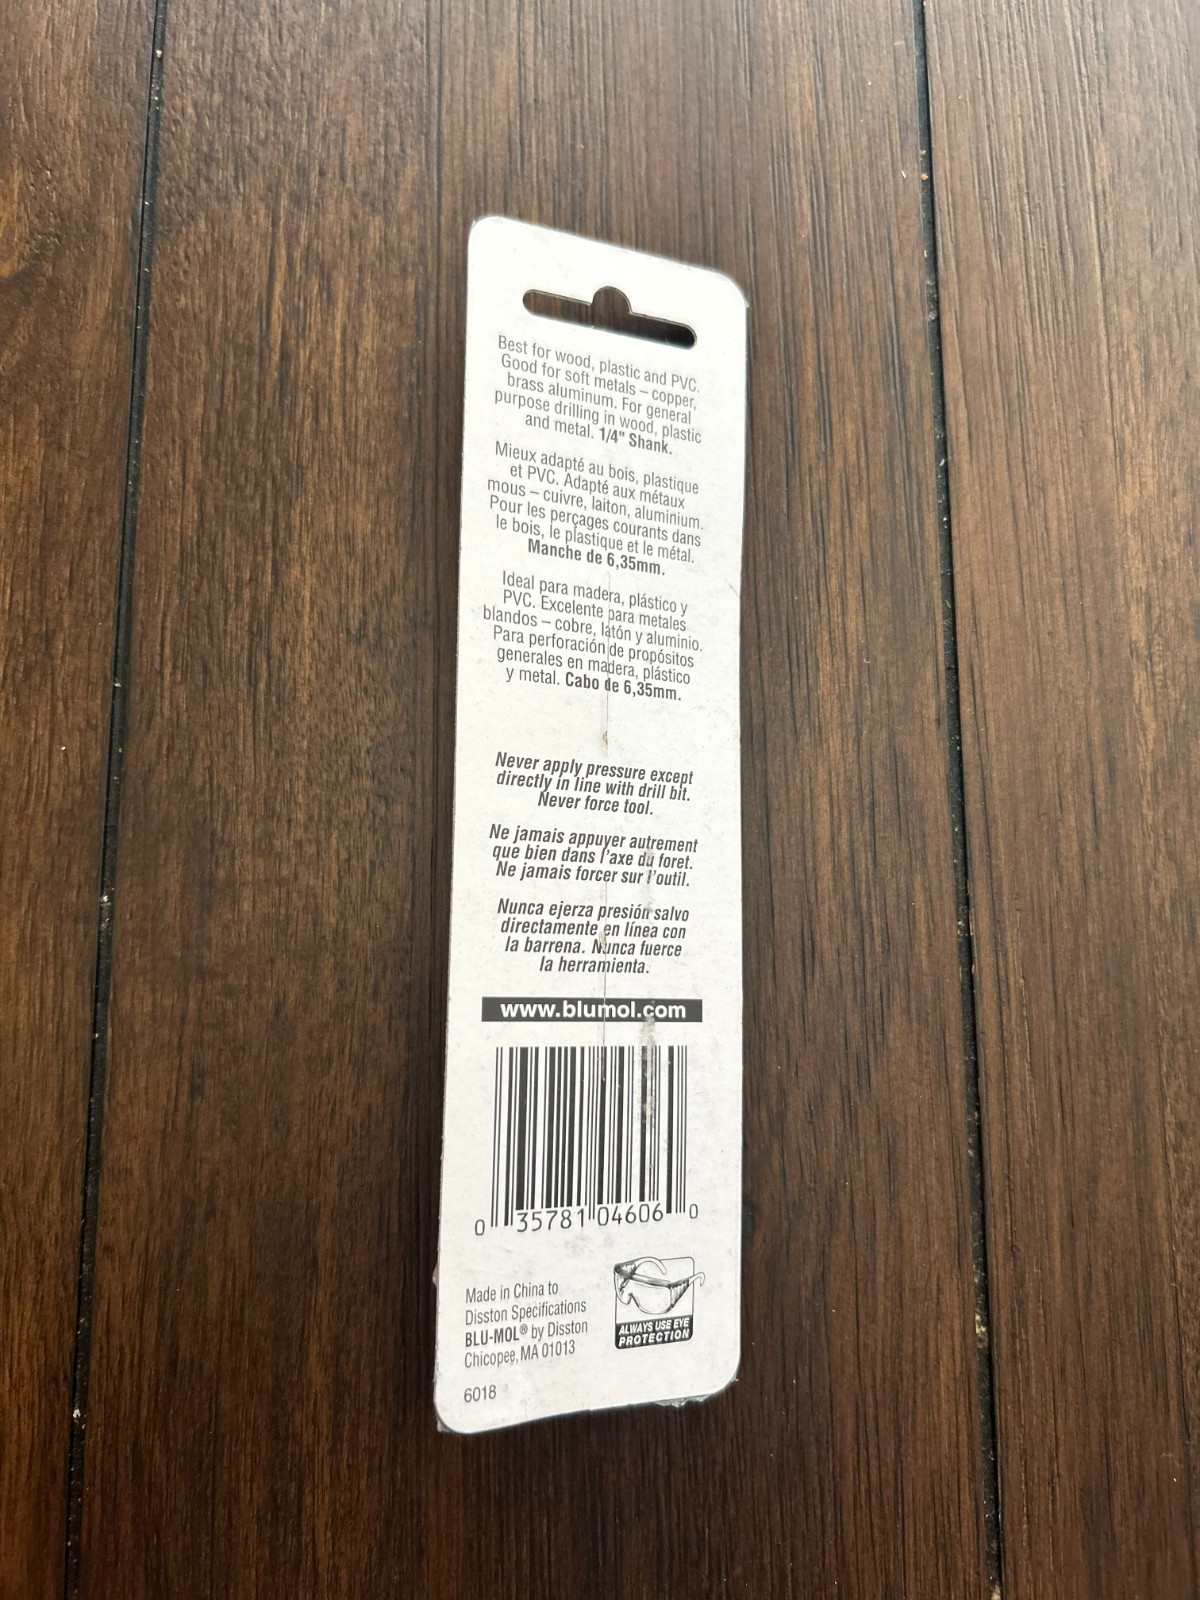 Best for wood, plastic and PVC.
Good for soft metals – copper,
brass aluminum. For general
purpose drilling in wood, plastic
and metal. 1/4" Shank.
Mieux adapté au bois, plastique
et PVC. Adapté aux métaux
mous – cuivre, laiton, aluminium.
Pour les perçages courants dans
le bois, le plastique et le métal.
Manche de 6,35mm.
Ideal para madera, plástico y
PVC. Excelente para metales
blandos – cobre, latón y aluminio.
Para perforación de propósitos
generales en madera, plástico
y metal. Cabo de 6,35mm.
Never apply pressure except
directly in line with drill bit.
Never force tool.
Ne jamais appuyer autrement
que bien dans l'axe du foret.
Ne jamais forcer sur l'outil.
Nunca ejerza presión salvo
directamente en línea con
la barrena. Nunca fuerce
la herramienta.
www.blumol.com
0 35781 04606 0
Made in China to
Disston Specifications
BLU-MOL® by Disston
Chicopee, MA 01013
6018
ALWAYS USE EYE
PROTECTION